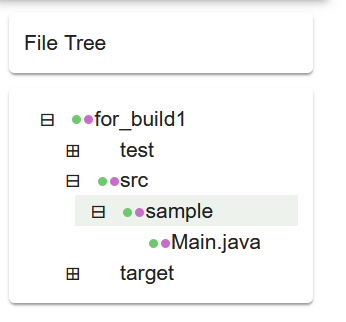 File Tree
for_build1
test
src
sample
Main.java
target